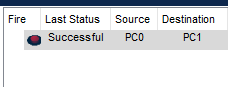 Fire Last Status Source Destination
Successful PC0 PC1